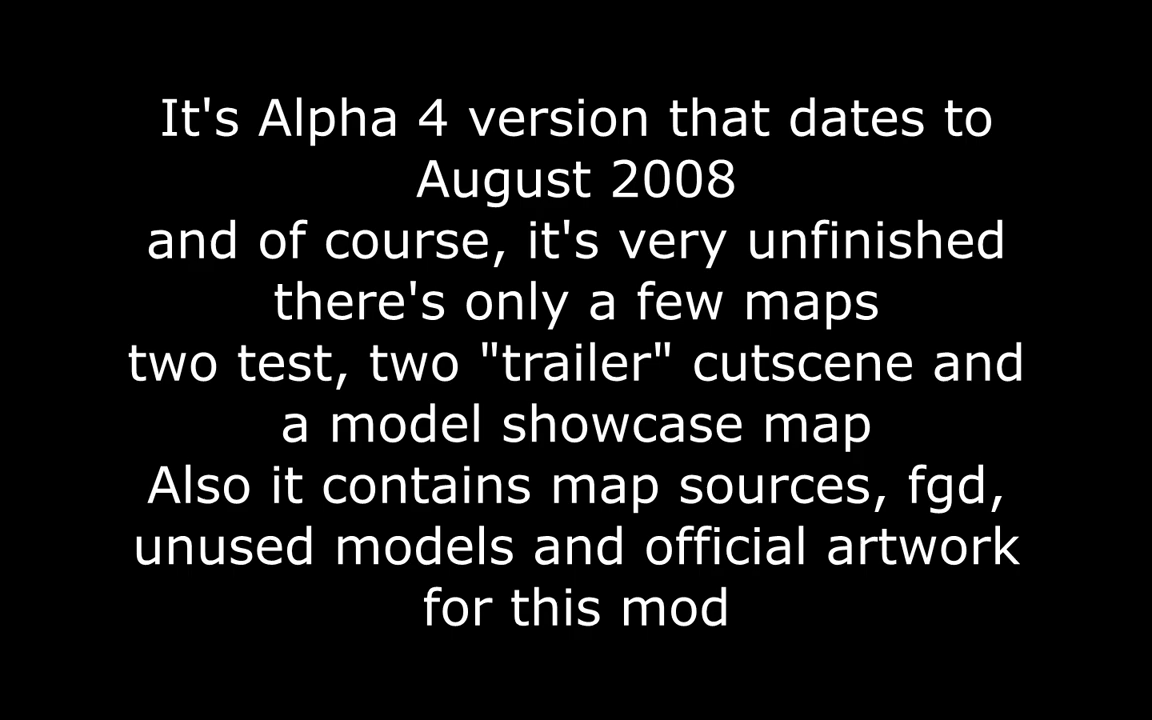 It's Alpha 4 version that dates to
August 2008
and of course, it's very unfinished
there's only a few maps
two test, two "trailer" cutscene and
a model showcase map
Also it contains map sources, fgd,
unused models and official artwork
for this mod